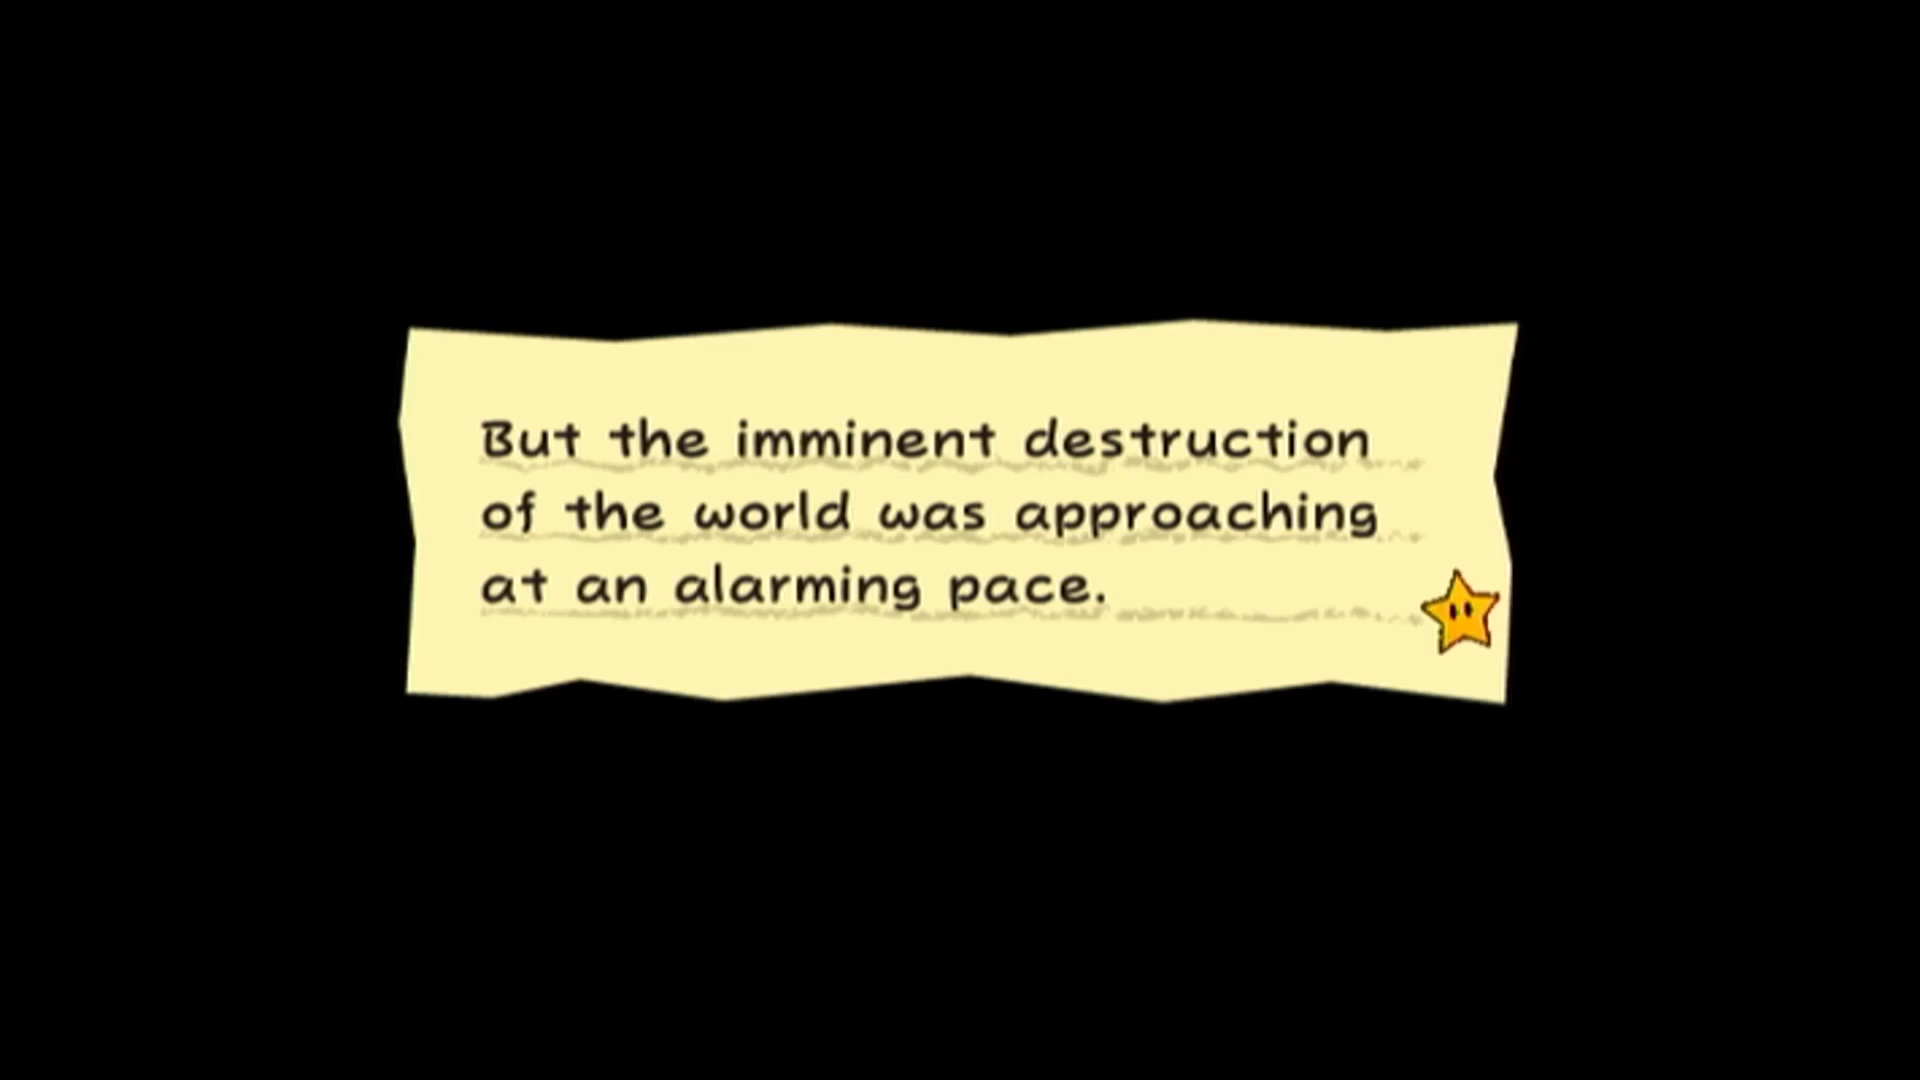 But the imminent destruction
of the world was approaching
at an alarming pace.